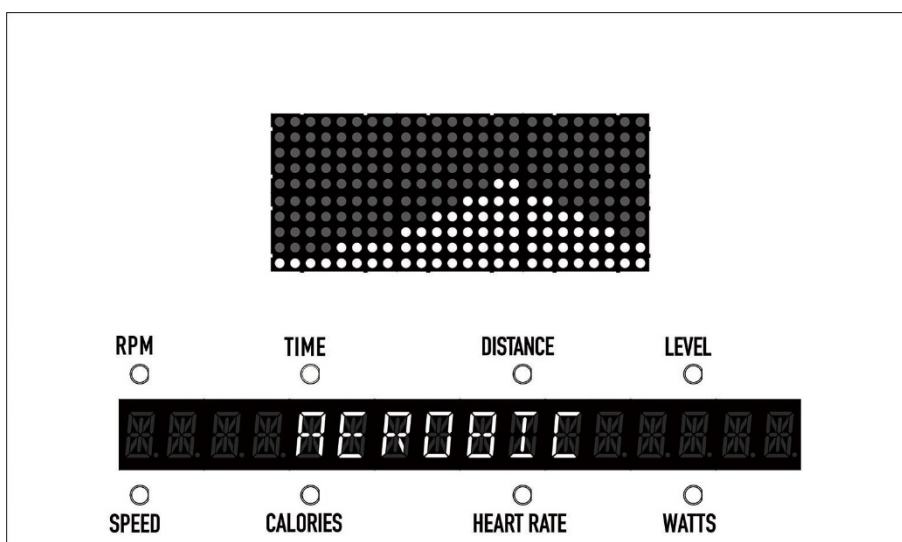 RPM TIME DISTANCE LEVEL
AEROBIC
SPEED CALORIES HEART RATE WATTS